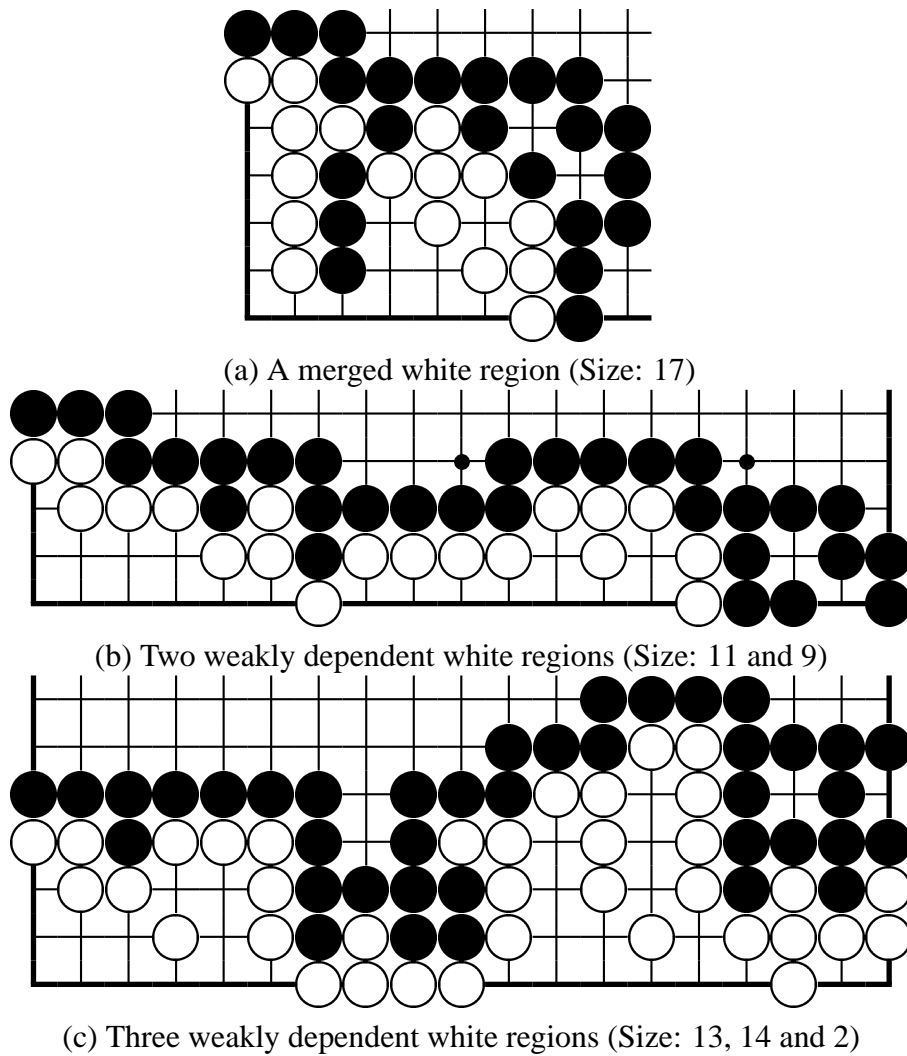 (a) A merged white region (Size: 17)
(b) Two weakly dependent white regions (Size: 11 and 9)
(c) Three weakly dependent white regions (Size: 13, 14 and 2)